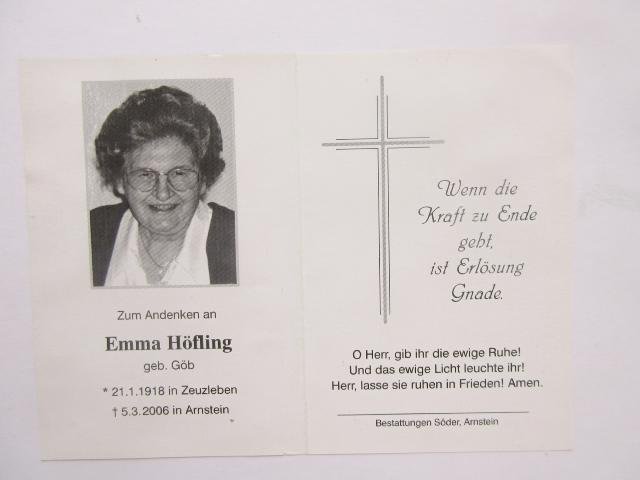 Zum Andenken an
Emma Höfling
geb. Göb
* 21.1.1918 in Zeuzleben
† 5.3.2006 in Arnstein
Wenn die
Kraft zu Ende
geht,
ist Erlösung
Gnade.
O Herr, gib ihr die ewige Ruhe!
Und das ewige Licht leuchte ihr!
Herr, lasse sie ruhen in Frieden! Amen.
Bestattungen Söder, Arnstein